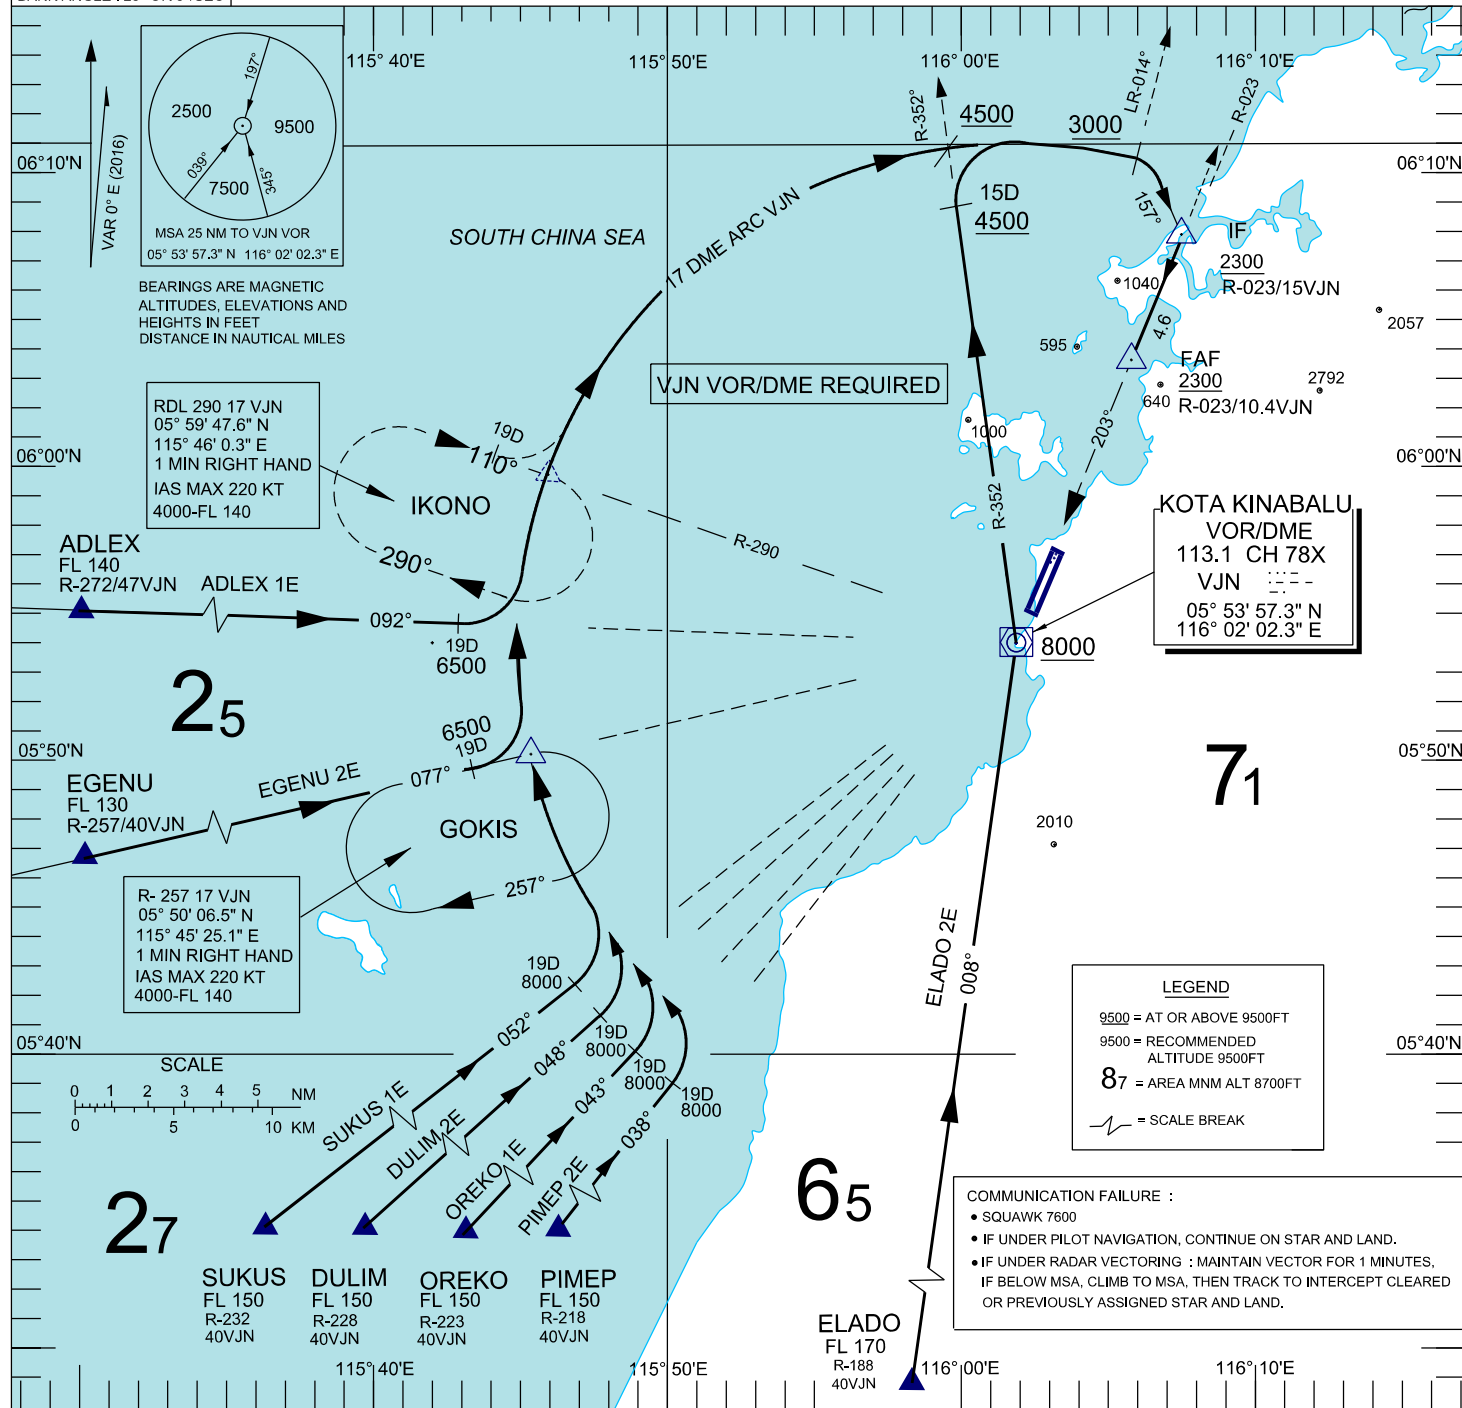 115° 40'E
115° 50'E
116° 00'E
116° 10'E
VAR 0° E (2016)
197°
2500
9500
039°
345°
7500
MSA 25 NM TO VJN VOR
05° 53' 57.3" N 116° 02' 02.3" E
BEARINGS ARE MAGNETIC
ALTITUDES, ELEVATIONS AND
HEIGHTS IN FEET
DISTANCE IN NAUTICAL MILES
06°10'N
06°10'N
SOUTH CHINA SEA
17 DME ARC VJN
R-352°
4500
3000
LR-014°
R-023
15D
4500
157°
IF
2300
R-023/15VJN
1040
2057
4.6
595
FAF
2300
R-023/10.4VJN
640
2792
VJN VOR/DME REQUIRED
1000
203°
RDL 290 17 VJN
05° 59' 47.6" N
115° 46' 0.3" E
1 MIN RIGHT HAND
IAS MAX 220 KT
4000-FL 140
19D
110°
IKONO
290°
R-290
R-352
06°00'N
06°00'N
KOTA KINABALU
VOR/DME
113.1 CH 78X
VJN
05° 53' 57.3" N
116° 02' 02.3" E
8000
ADLEX
FL 140
R-272/47VJN
ADLEX 1E
092°
19D
6500
25
6500
19D
05°50'N
05°50'N
EGENU
FL 130
R-257/40VJN
EGENU 2E
077°
GOKIS
257°
71
2010
R- 257 17 VJN
05° 50' 06.5" N
115° 45' 25.1" E
1 MIN RIGHT HAND
IAS MAX 220 KT
4000-FL 140
19D
8000
19D
8000
19D
8000
19D
8000
052°
048°
043°
038°
SUKUS 1E
DULIM 2E
OREKO 1E
PIMEP 2E
ELADO 2E
008°
LEGEND
9500 = AT OR ABOVE 9500FT
9500 = RECOMMENDED
ALTITUDE 9500FT
87 = AREA MNM ALT 8700FT
= SCALE BREAK
05°40'N
05°40'N
SCALE
0 1 2 3 4 5 NM
0 5 10 KM
27
65
COMMUNICATION FAILURE :
• SQUAWK 7600
• IF UNDER PILOT NAVIGATION, CONTINUE ON STAR AND LAND.
• IF UNDER RADAR VECTORING : MAINTAIN VECTOR FOR 1 MINUTES,
IF BELOW MSA, CLIMB TO MSA, THEN TRACK TO INTERCEPT CLEARED
OR PREVIOUSLY ASSIGNED STAR AND LAND.
SUKUS
FL 150
R-232
40VJN
DULIM
FL 150
R-228
40VJN
OREKO
FL 150
R-223
40VJN
PIMEP
FL 150
R-218
40VJN
ELADO
FL 170
R-188
40VJN
115° 40'E
115° 50'E
116° 00'E
116° 10'E